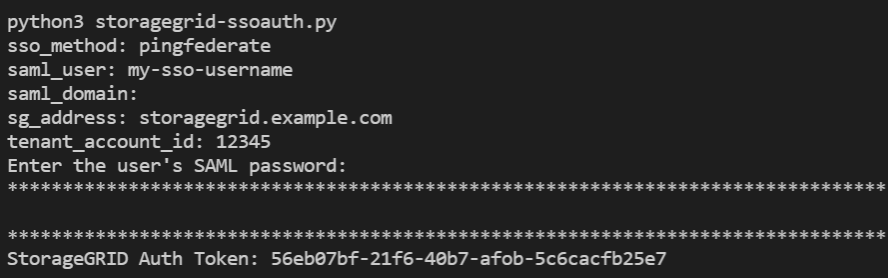 python3 storagegrid-ssoauth.py
sso_method: pingfederate
saml_user: my-sso-username
saml_domain:
sg_address: storagegrid.example.com
tenant_account_id: 12345
Enter the user's SAML password:
********************************************************************************
********************************************************************************
StorageGRID Auth Token: 56eb07bf-21f6-40b7-afob-5c6cacfb25e7